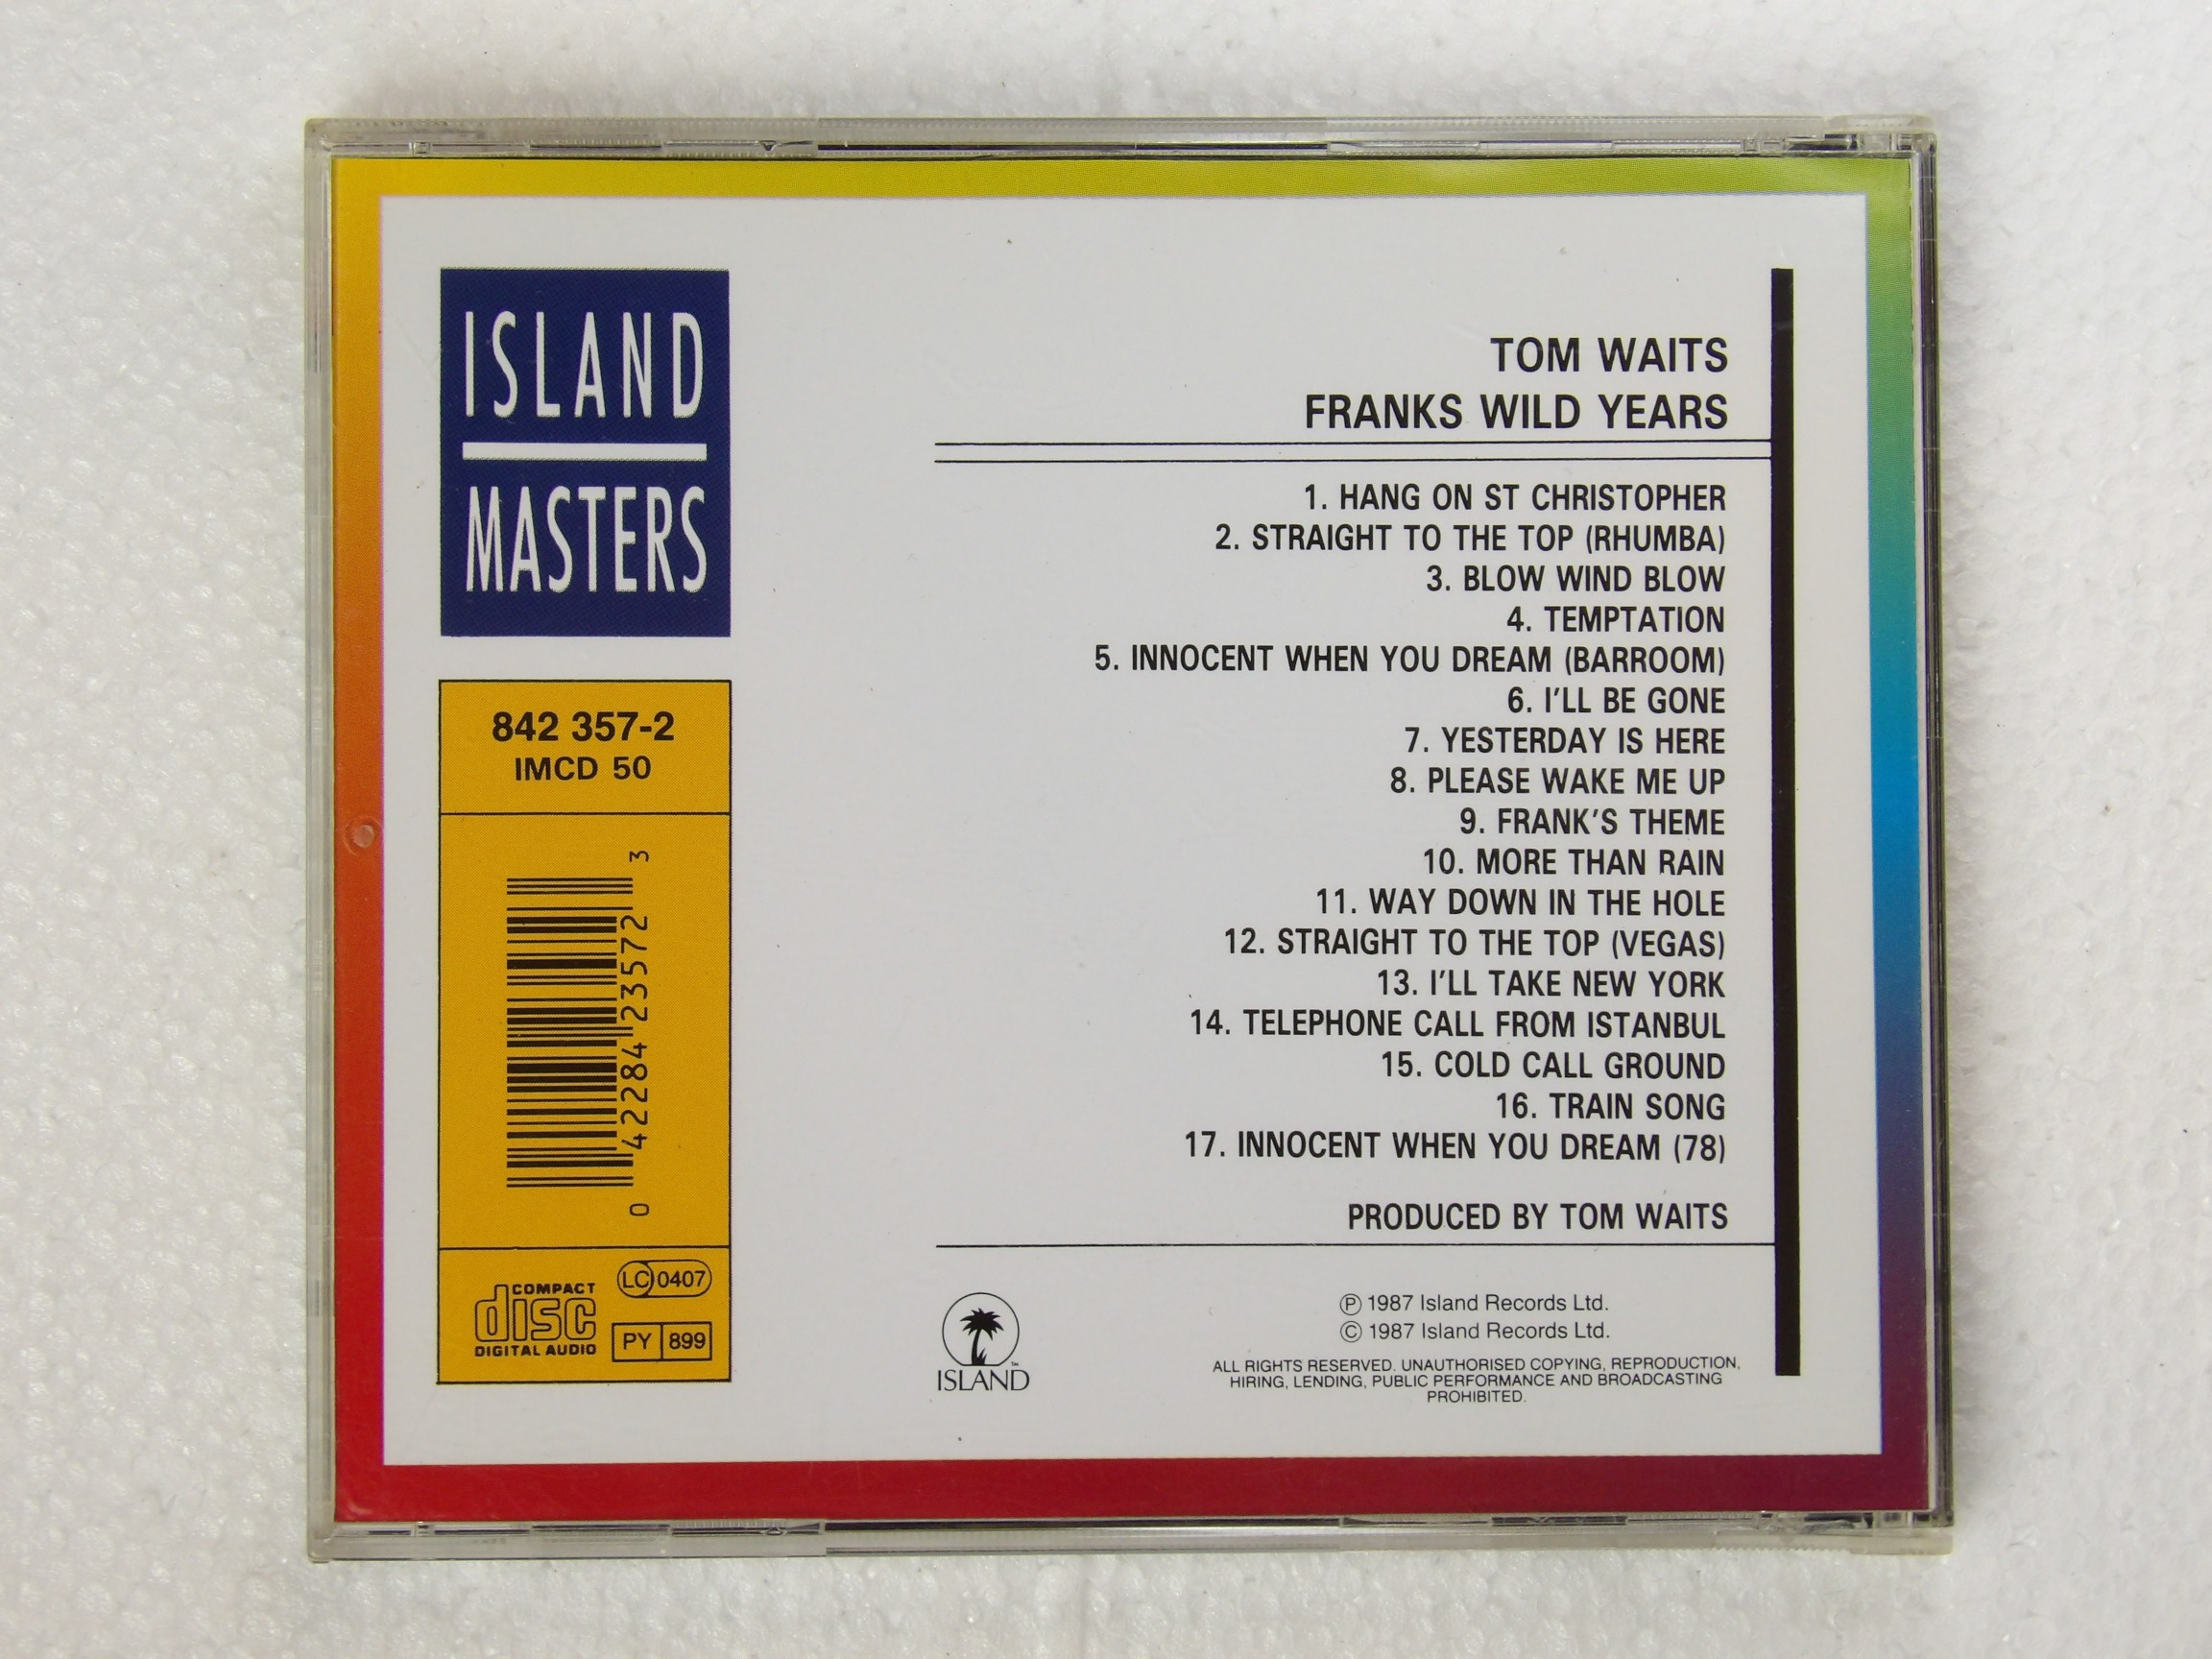 ISLAND
MASTERS
842 357-2
IMCD 50
0 42284 23572 3
COMPACT
disc
DIGITAL AUDIO
LC 0407
PY 899
TOM WAITS
FRANKS WILD YEARS
1. HANG ON ST CHRISTOPHER
2. STRAIGHT TO THE TOP (RHUMBA)
3. BLOW WIND BLOW
4. TEMPTATION
5. INNOCENT WHEN YOU DREAM (BARROOM)
6. I'LL BE GONE
7. YESTERDAY IS HERE
8. PLEASE WAKE ME UP
9. FRANK'S THEME
10. MORE THAN RAIN
11. WAY DOWN IN THE HOLE
12. STRAIGHT TO THE TOP (VEGAS)
13. I'LL TAKE NEW YORK
14. TELEPHONE CALL FROM ISTANBUL
15. COLD CALL GROUND
16. TRAIN SONG
17. INNOCENT WHEN YOU DREAM (78)
PRODUCED BY TOM WAITS
TM
ISLAND
Ⓟ 1987 Island Records Ltd.
© 1987 Island Records Ltd.
ALL RIGHTS RESERVED. UNAUTHORISED COPYING, REPRODUCTION,
HIRING, LENDING, PUBLIC PERFORMANCE AND BROADCASTING
PROHIBITED.